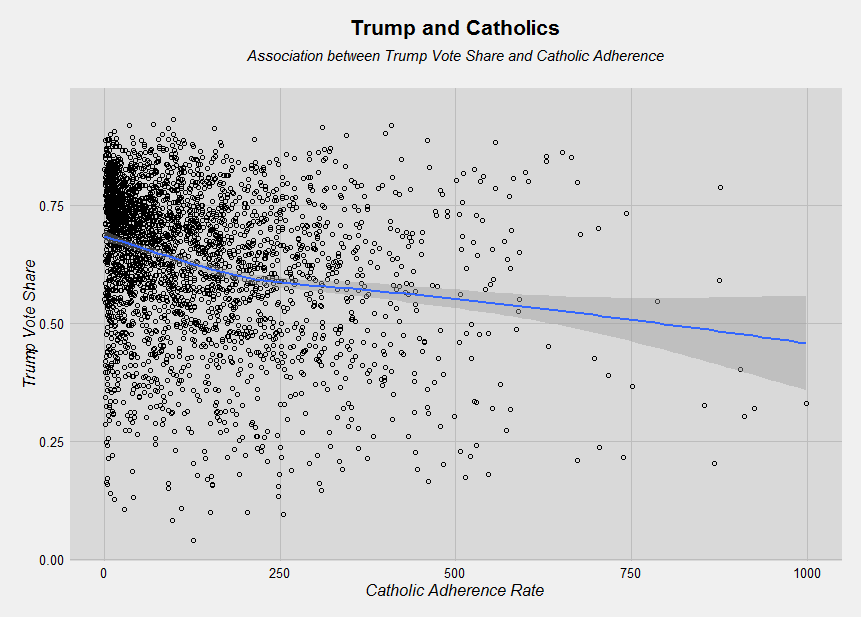 Trump and Catholics
Association between Trump Vote Share and Catholic Adherence
Trump Vote Share
0.75
0.50
0.25
0.00
0
250
500
750
1000
Catholic Adherence Rate